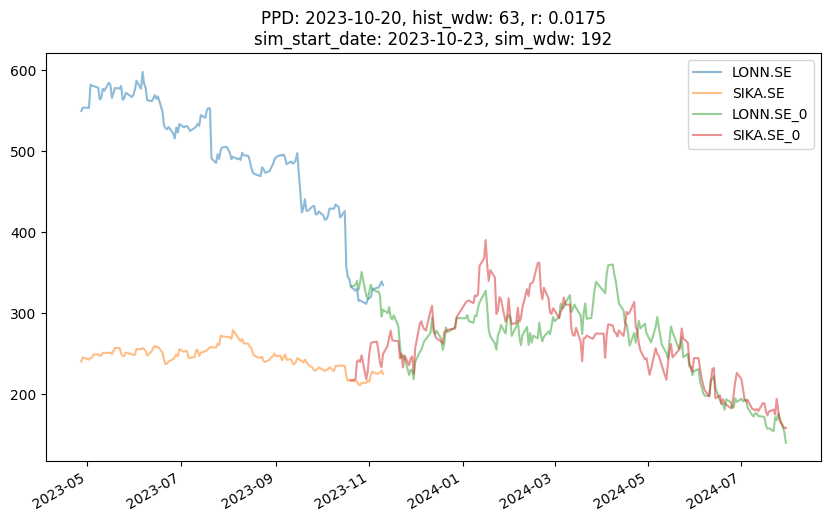 PPD: 2023-10-20, hist_wdw: 63, r: 0.0175
sim_start_date: 2023-10-23, sim_wdw: 192
LONN.SE
SIKA.SE
LONN.SE_0
SIKA.SE_0
600
500
400
300
200
2023-05
2023-07
2023-09
2023-11
2024-01
2024-03
2024-05
2024-07